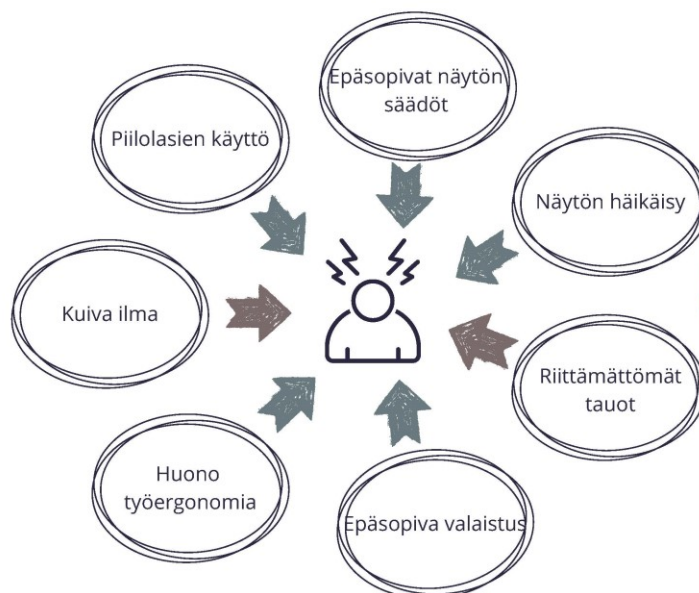 Epäsopivat näytön
säädöt
Piilolasien käyttö
Näytön häikäisy
Kuiva ilma
Riittämättömät
tauot
Huono
työergonomia
Epäsopiva valaistus